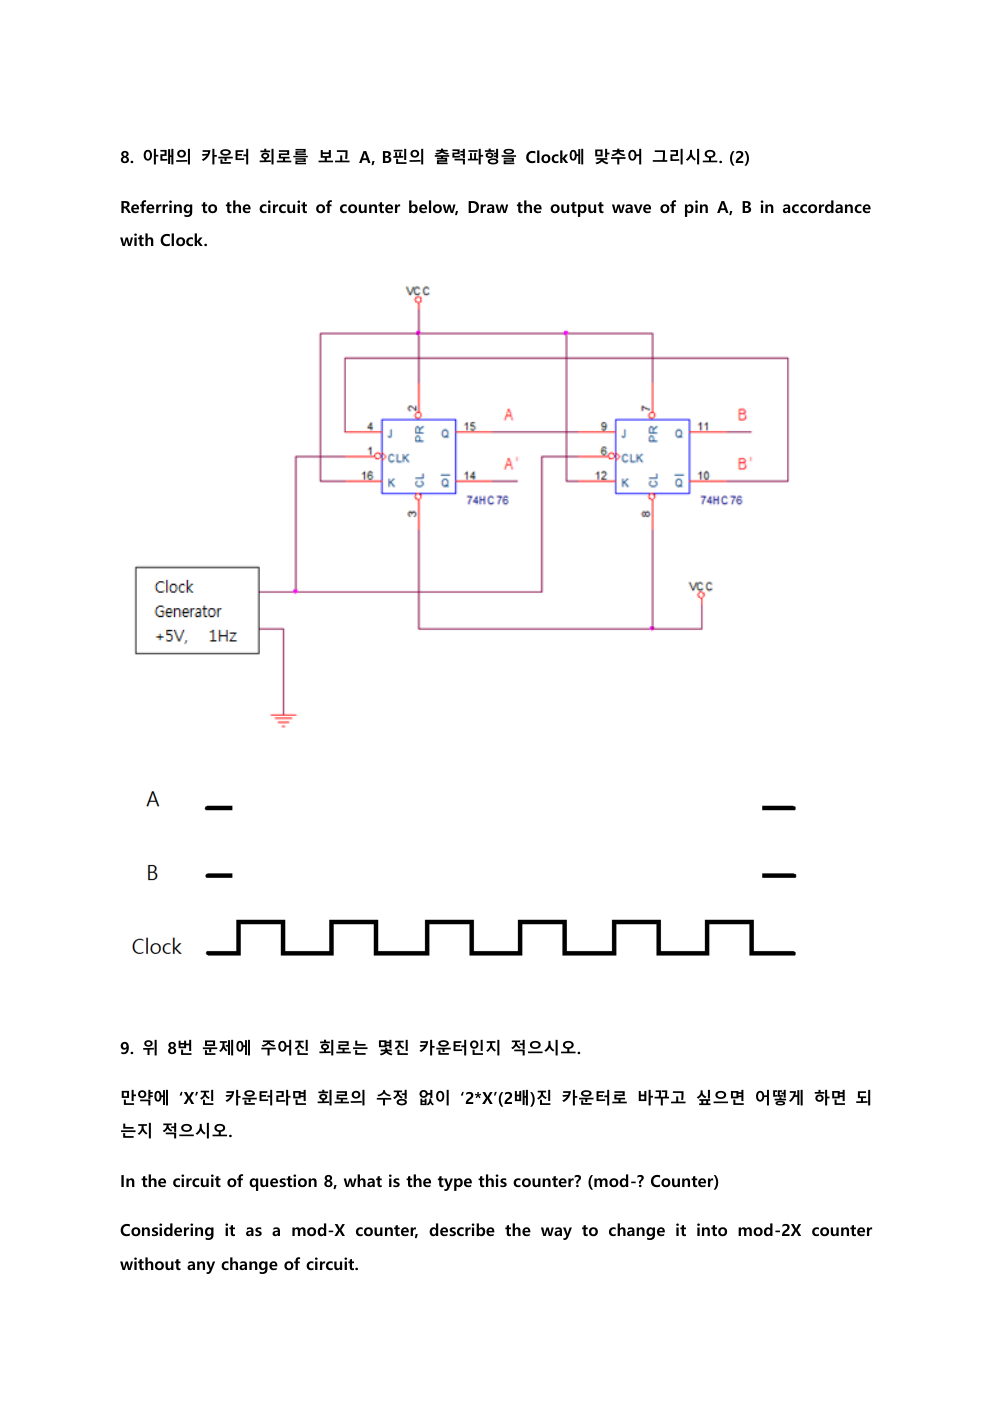 8. 아래의 카운터 회로를 보고 A, B핀의 출력파형을 Clock에 맞추어 그리시오. (2)
Referring to the circuit of counter below, Draw the output wave of pin A, B in accordance
with Clock.
VCC
2
7
A
B
4
J
PR
Q
15
9
J
PR
Q
11
1
CLK
A'
6
CLK
B'
16
K
CL
Q
14
12
K
CL
Q
10
74HC76
74HC76
3
8
Clock
Generator
+5V, 1Hz
VCC
A
B
Clock
9. 위 8번 문제에 주어진 회로는 몇진 카운터인지 적으시오.
만약에 ‘X’진 카운터라면 회로의 수정 없이 ‘2*X’(2배)진 카운터로 바꾸고 싶으면 어떻게 하면 되
는지 적으시오.
In the circuit of question 8, what is the type this counter? (mod-? Counter)
Considering it as a mod-X counter, describe the way to change it into mod-2X counter
without any change of circuit.